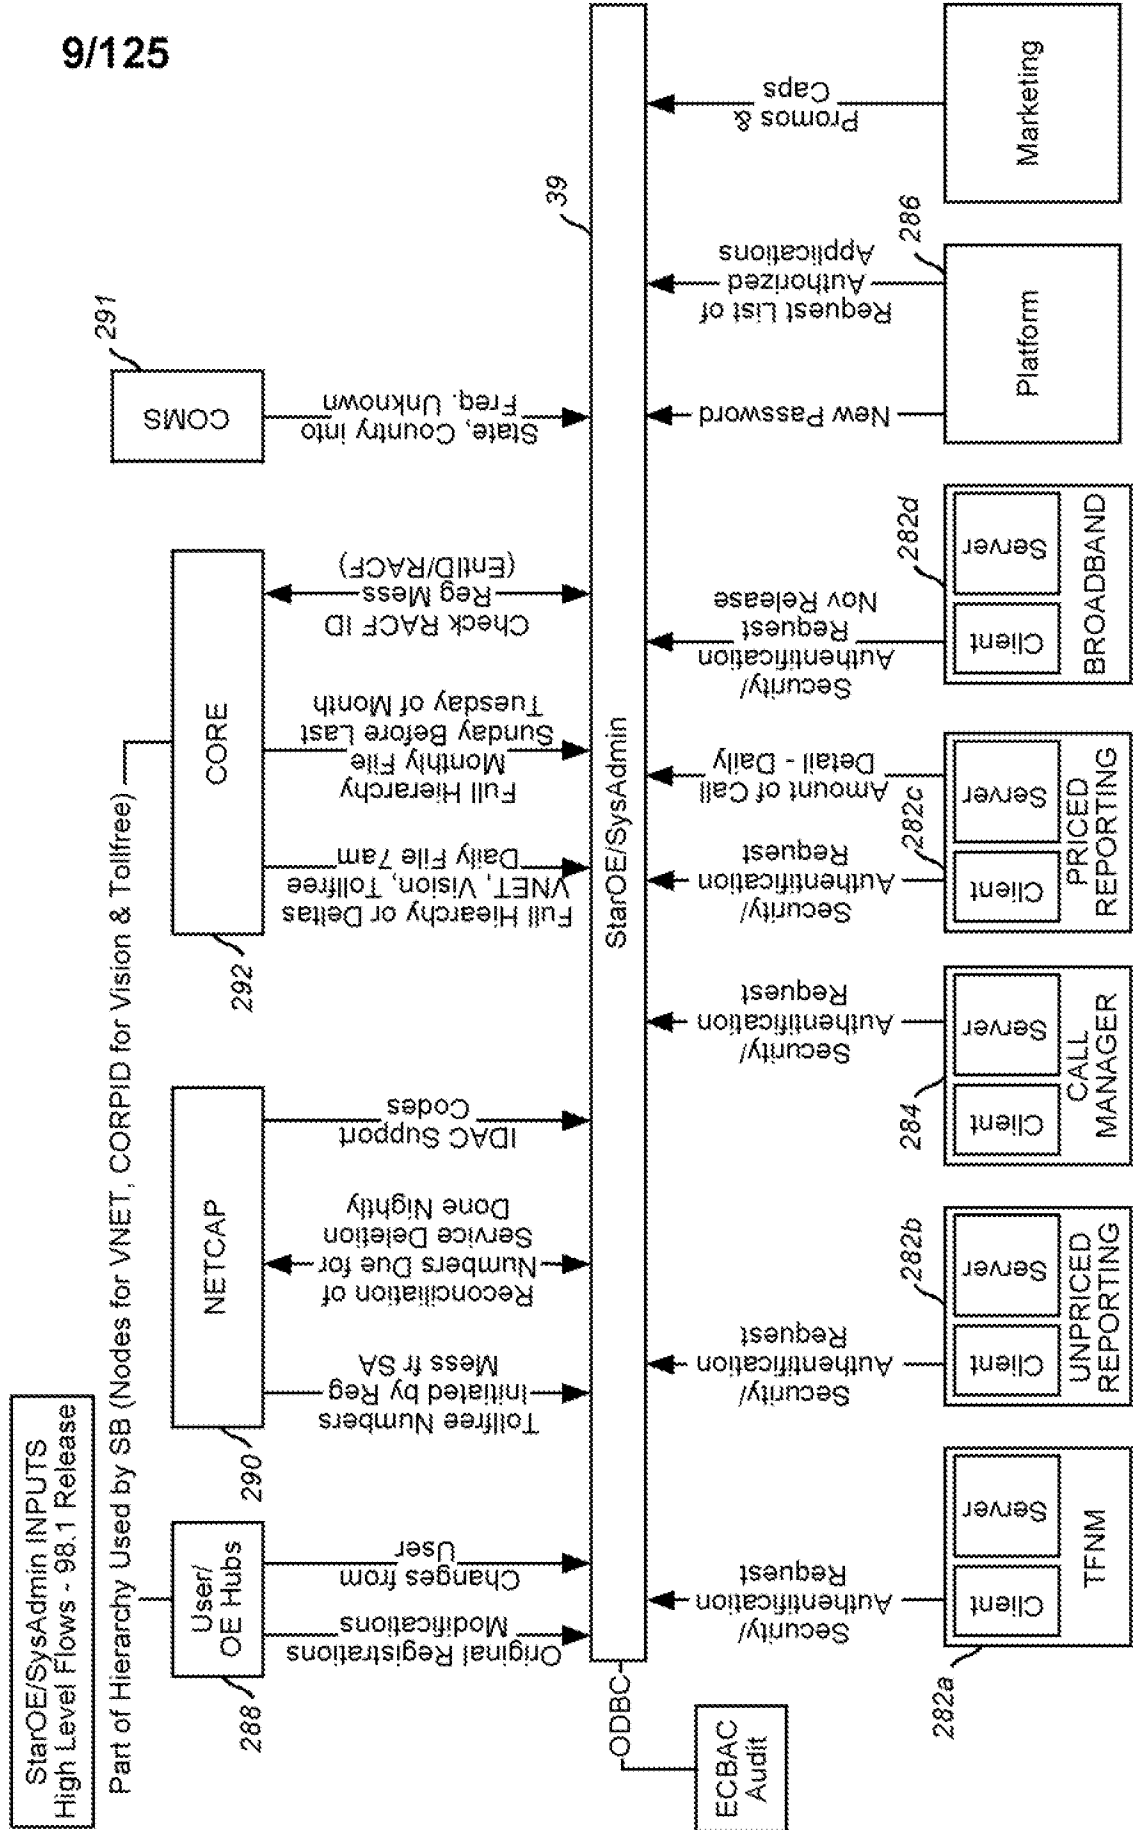 9/125
StarOE/SysAdmin INPUTS
High Level Flows - 98.1 Release
Part of Hierarchy Used by SB (Nodes for VNET, CORPID for Vision & Tollfree)
User/
OE Hubs
288
NETCAP
290
CORE
292
COMS
291
Original Registrations
Modifications
Changes from
User
Tollfree Numbers
Initiated by Reg
Mess fr SA
Reconciliation of
Numbers Due for
Service Deletion
Done Nightly
IDAC Support
Codes
Full Hiearchy or Deltas
VNET, Vision, Tollfree
Daily File 7am
Full Hierarchy
Monthly File
Sunday Before Last
Tuesday of Month
Check RACF ID
Reg Mess
(EntID/RACF)
State, Country into
Freq. Unknown
39
ODBC
StarOE/SysAdmin
ECBAC
Audit
Security/
Authentification
Request
Security/
Authentification
Request
Security/
Authentification
Request
Security/
Authentification
Request
Amount of Call
Detail - Daily
Security/
Authentification
Request
Nov Release
New Password
Request List of
Authorized
Applications
Promos &
Caps
282a
Client
Server
TFNM
282b
Client
Server
UNPRICED
REPORTING
284
Client
Server
CALL
MANAGER
282c
Client
Server
PRICED
REPORTING
282d
Client
Server
BROADBAND
286
Platform
Marketing